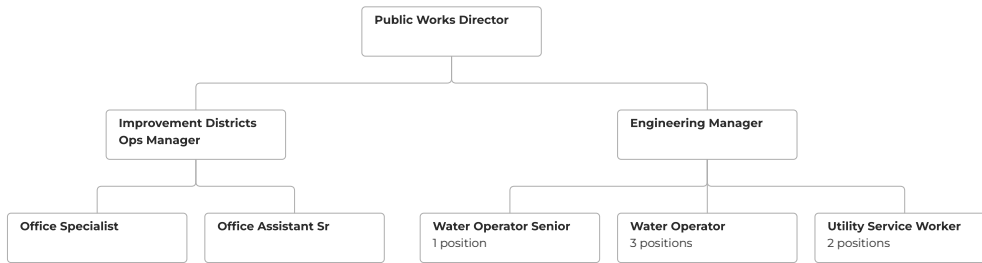 Public Works Director
Improvement Districts
Ops Manager
Engineering Manager
Office Specialist
Office Assistant Sr
Water Operator Senior
1 position
Water Operator
3 positions
Utility Service Worker
2 positions